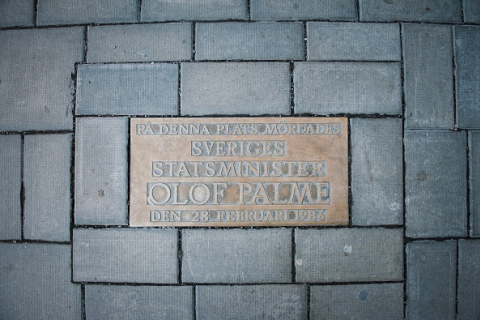 PÅ DENNA PLATS MÖRDADES
SVERIGES
STATSMINISTER
OLOF PALME
DEN 28 FEBRUARI 1986